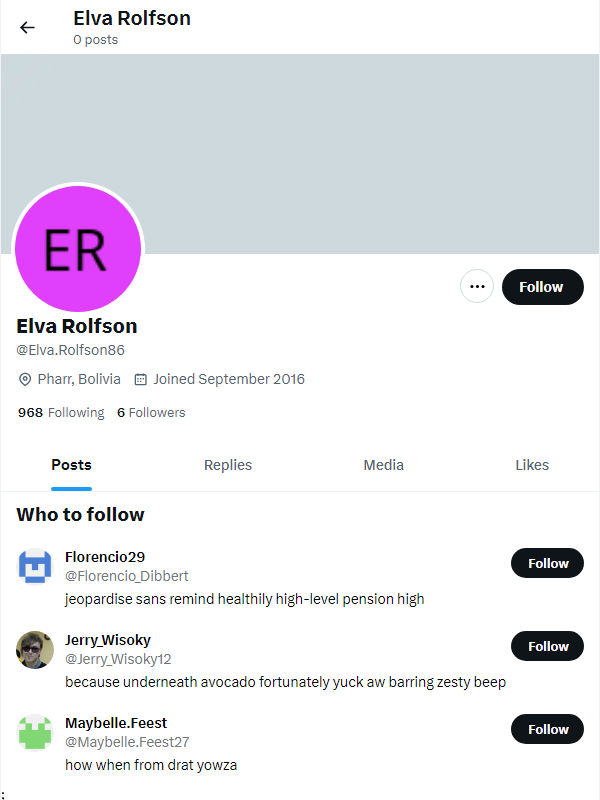 Elva Rolfson
0 posts
ER
Follow
Elva Rolfson
@Elva.Rolfson86
Pharr, Bolivia Joined September 2016
968 Following 6 Followers
Posts Replies Media Likes
Who to follow
Florencio29
@Florencio_Dibbert
Follow
jeopardise sans remind healthily high-level pension high
Jerry_Wisoky
@Jerry_Wisoky12
Follow
because underneath avocado fortunately yuck aw barring zesty beep
Maybelle.Feest
@Maybelle.Feest27
Follow
how when from drat yowza
;